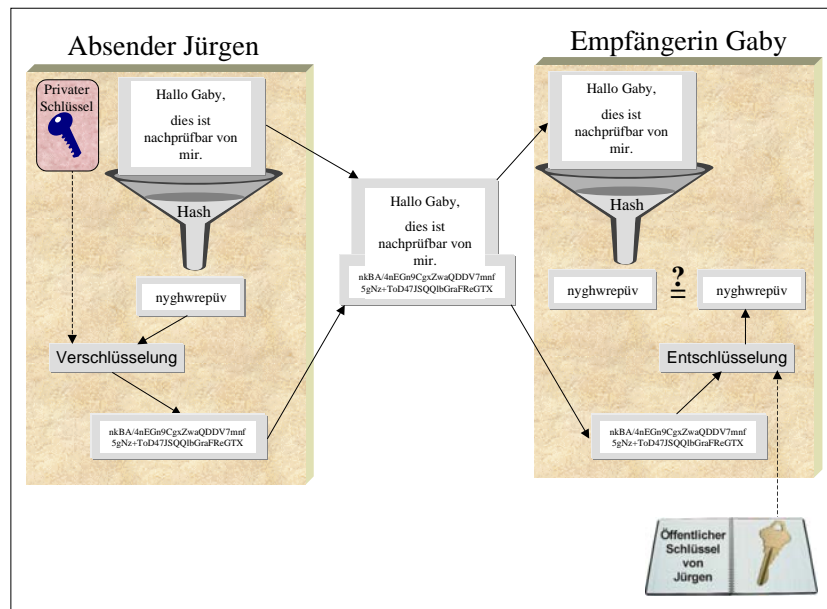 Absender Jürgen
Privater
Schlüssel
Hallo Gaby,
dies ist
nachprüfbar von
mir.
Hash
nyghwrepüv
Verschlüsselung
nkBA/4nEGn9CgxZwaQDDV7mnf
5gNz+ToD47JSQQlbGraFReGTX
Hallo Gaby,
dies ist
nachprüfbar von
mir.
nkBA/4nEGn9CgxZwaQDDV7mnf
5gNz+ToD47JSQQlbGraFReGTX
Empfängerin Gaby
Hallo Gaby,
dies ist
nachprüfbar von
mir.
Hash
nyghwrepüv
?
=
nyghwrepüv
Entschlüsselung
nkBA/4nEGn9CgxZwaQDDV7mnf
5gNz+ToD47JSQQlbGraFReGTX
Öffentlicher
Schlüssel
von
Jürgen